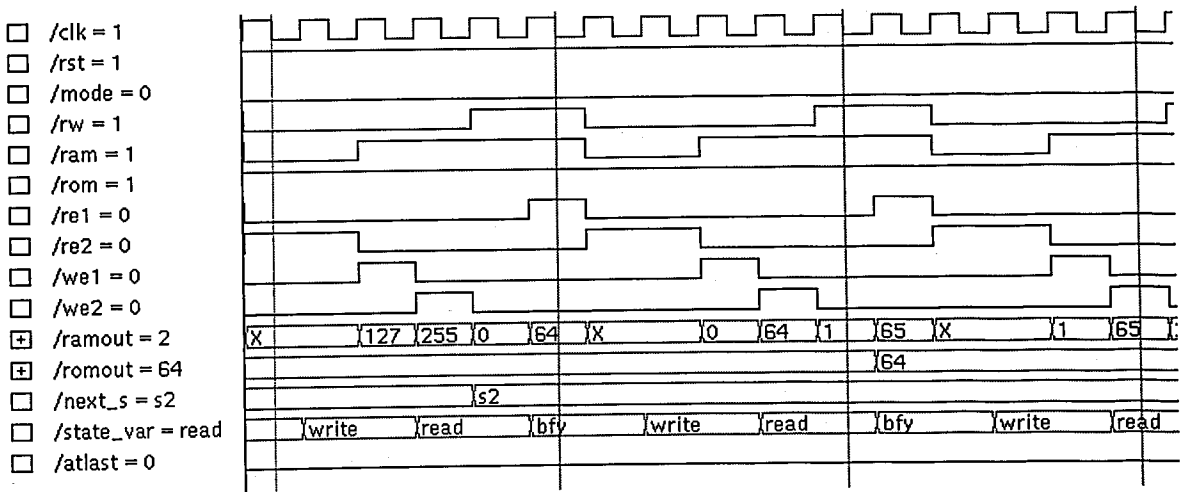 /clk = 1
/rst = 1
/mode = 0
/rw = 1
/ram = 1
/rom = 1
/re1 = 0
/re2 = 0
/we1 = 0
/we2 = 0
/ramout = 2 X 127 255 0 64 X 0 64 1 65 X 1 65
/romout = 64 64
/next_s = s2 s2
/state_var = read write read bfy write read bfy write read
/atlast = 0